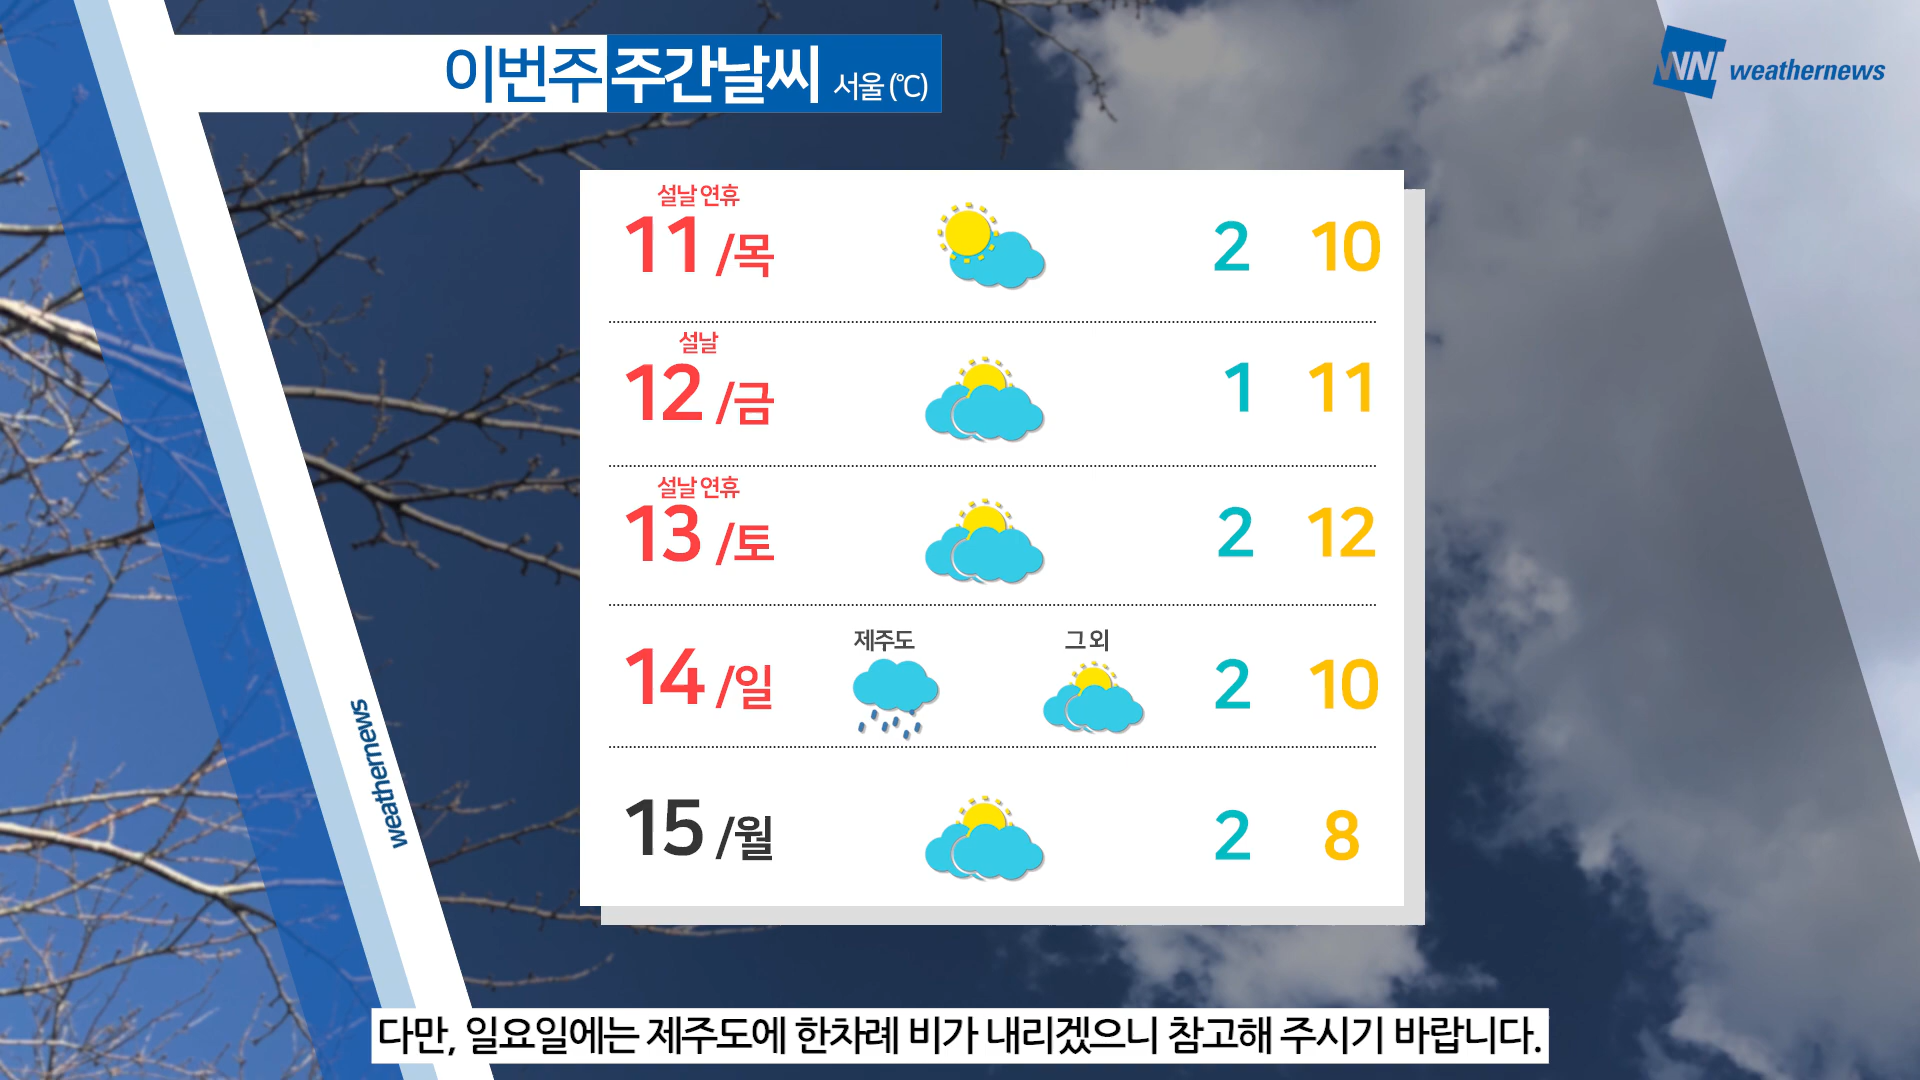 이번주 주간날씨 서울 (℃)
WNI weathernews
설날 연휴
11 /목 2 10
설날
12 /금 1 11
설날 연휴
13 /토 2 12
제주도 그 외
14 /일 2 10
15 /월 2 8
weathernews
다만, 일요일에는 제주도에 한차례 비가 내리겠으니 참고해 주시기 바랍니다.